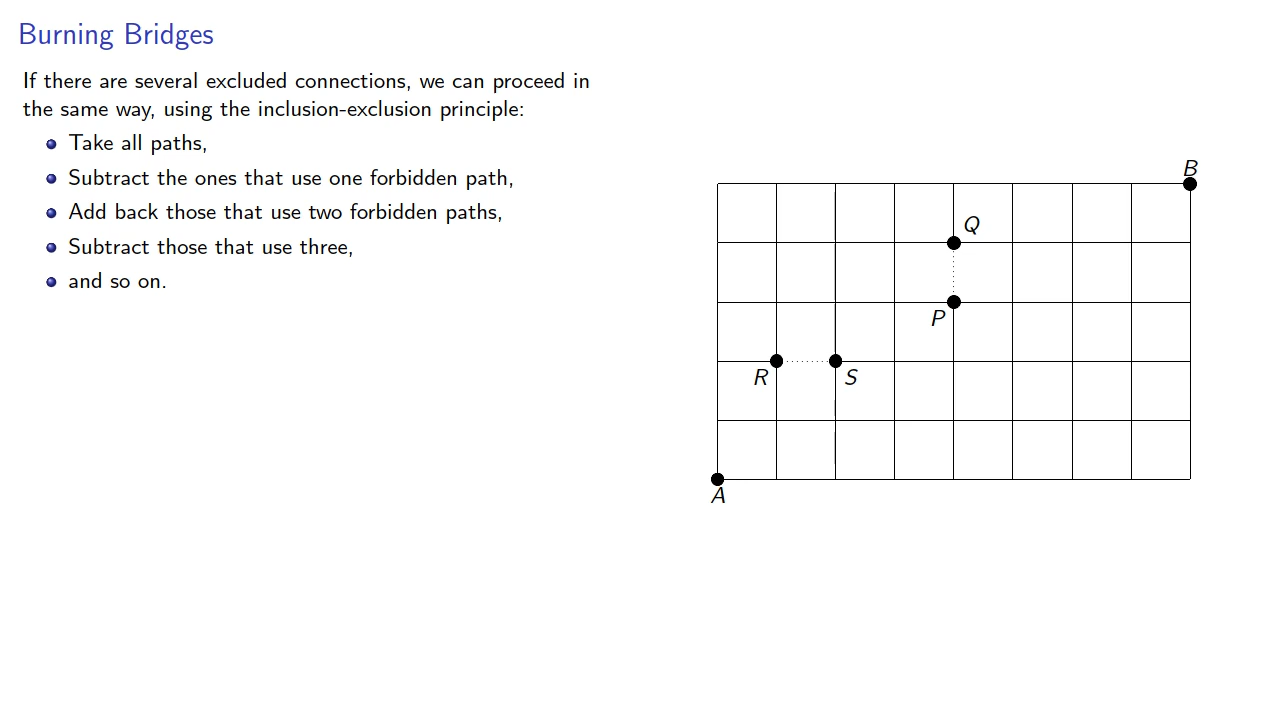 Burning Bridges
If there are several excluded connections, we can proceed in
the same way, using the inclusion-exclusion principle:
Take all paths,
Subtract the ones that use one forbidden path,
Add back those that use two forbidden paths,
Subtract those that use three,
and so on.
B
Q
P
R
S
A